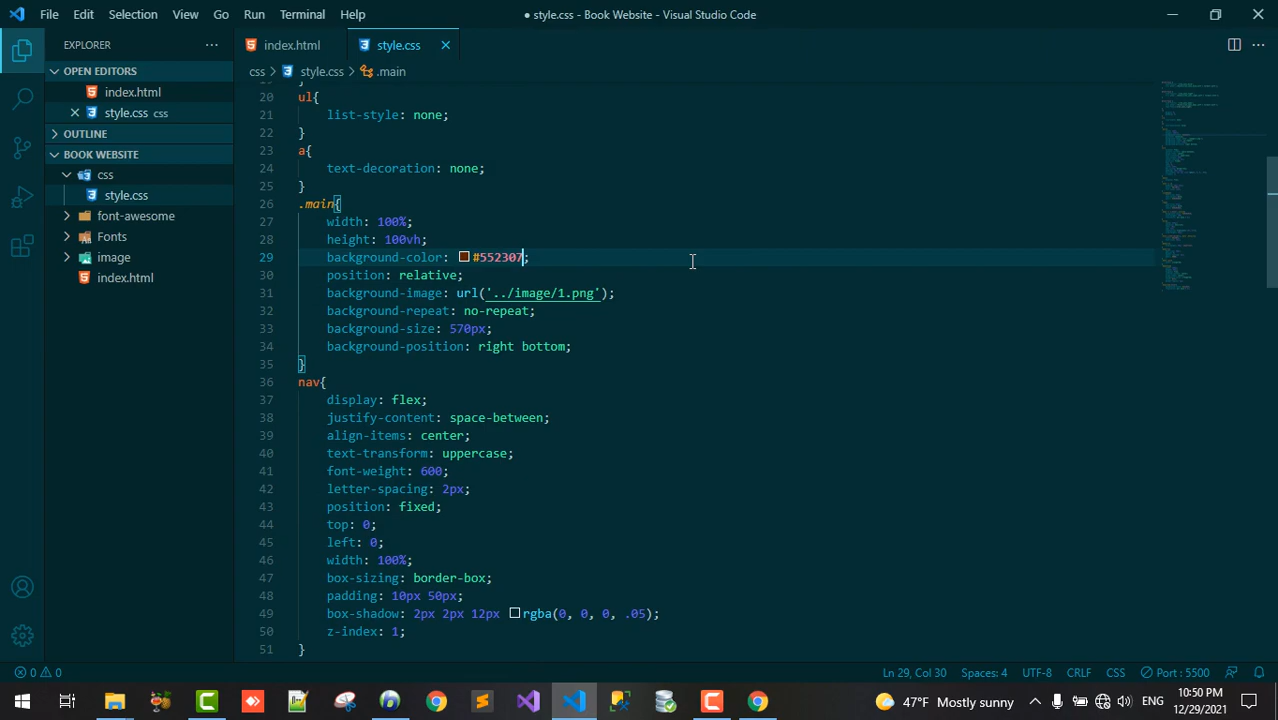 File Edit Selection View Go Run Terminal Help
● style.css - Book Website - Visual Studio Code
EXPLORER
OPEN EDITORS
index.html
style.css css
OUTLINE
BOOK WEBSITE
css
style.css
font-awesome
Fonts
image
index.html
index.html style.css
css > style.css > .main
20 ul{
21 list-style: none;
22 }
23 a{
24 text-decoration: none;
25 }
26 .main{
27 width: 100%;
28 height: 100vh;
29 background-color: #552307;
30 position: relative;
31 background-image: url('../image/1.png');
32 background-repeat: no-repeat;
33 background-size: 570px;
34 background-position: right bottom;
35 }
36 nav{
37 display: flex;
38 justify-content: space-between;
39 align-items: center;
40 text-transform: uppercase;
41 font-weight: 600;
42 letter-spacing: 2px;
43 position: fixed;
44 top: 0;
45 left: 0;
46 width: 100%;
47 box-sizing: border-box;
48 padding: 10px 50px;
49 box-shadow: 2px 2px 12px rgba(0, 0, 0, .05);
50 z-index: 1;
51 }
0 0 Ln 29, Col 30 Spaces: 4 UTF-8 CRLF CSS Port : 5500
47°F Mostly sunny ENG 10:50 PM
12/29/2021